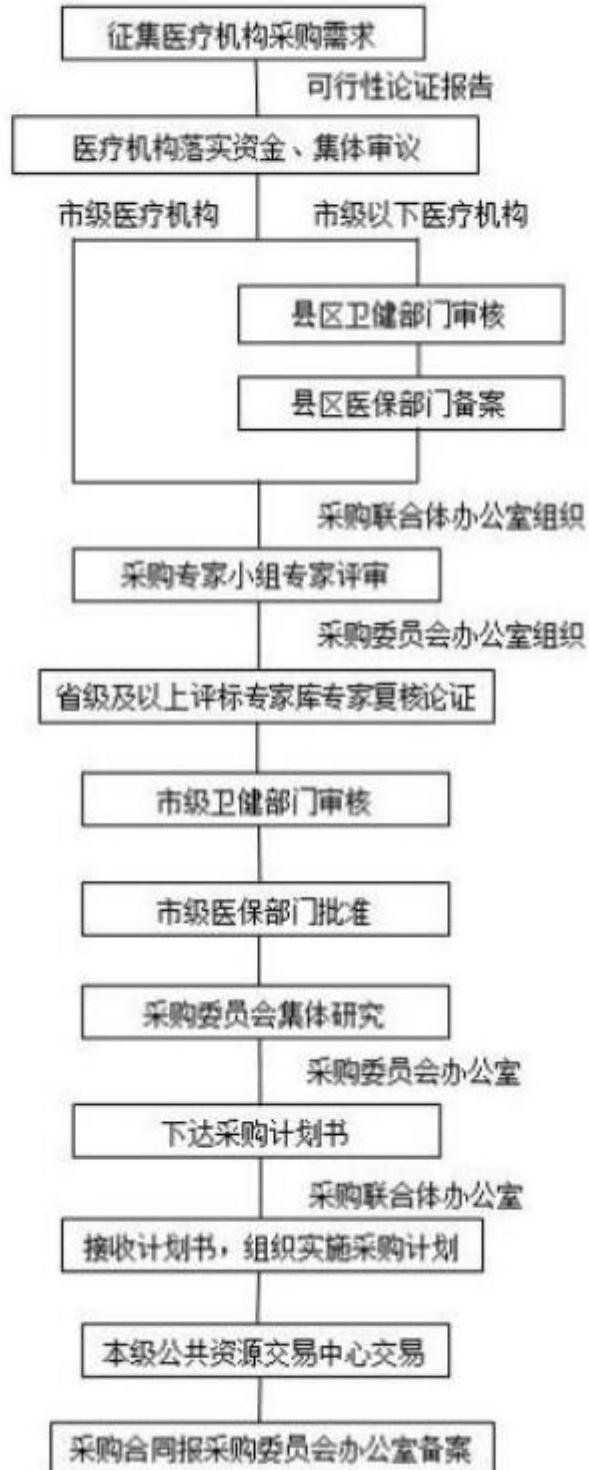 征集医疗机构采购需求
可行性论证报告
医疗机构落实资金、集体审议
市级医疗机构
市级以下医疗机构
县区卫健部门审核
县区医保部门备案
采购联合体办公室组织
采购专家小组专家评审
采购委员会办公室组织
省级及以上评标专家库专家复核论证
市级卫健部门审核
市级医保部门批准
采购委员会集体研究
采购委员会办公室
下达采购计划书
采购联合体办公室
接收计划书，组织实施采购计划
本级公共资源交易中心交易
采购合同报采购委员会办公室备案